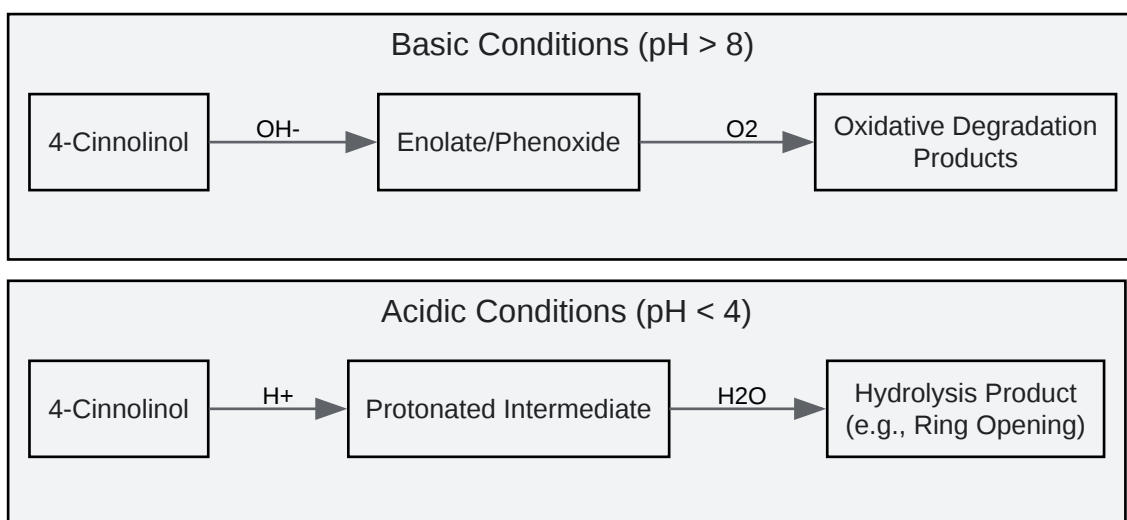 Basic Conditions (pH > 8)
4-Cinnolinol
OH-
Enolate/Phenoxide
O2
Oxidative Degradation
Products
Acidic Conditions (pH < 4)
4-Cinnolinol
H+
Protonated Intermediate
H2O
Hydrolysis Product
(e.g., Ring Opening)